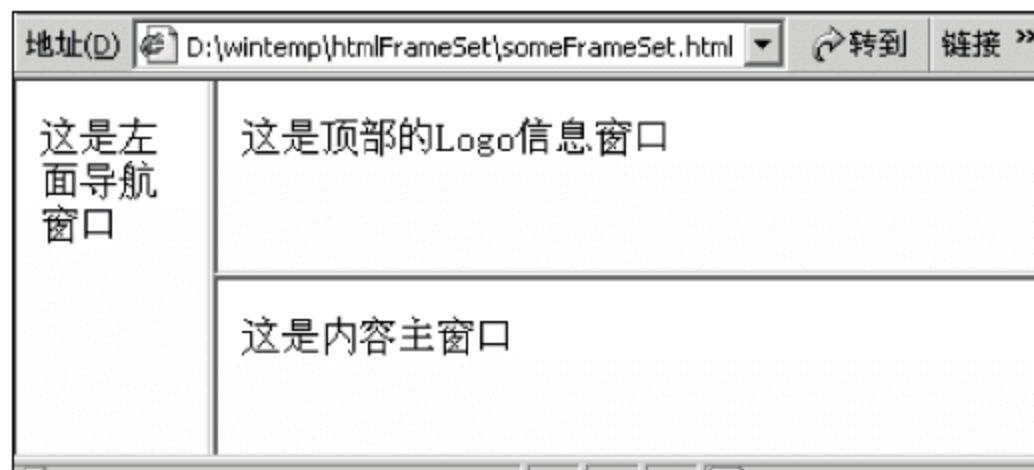 地址(D) D:\wintemp\htmlFrameSet\someFrameSet.html 转到 链接 »
这是左
面导航
窗口
这是顶部的Logo信息窗口
这是内容主窗口